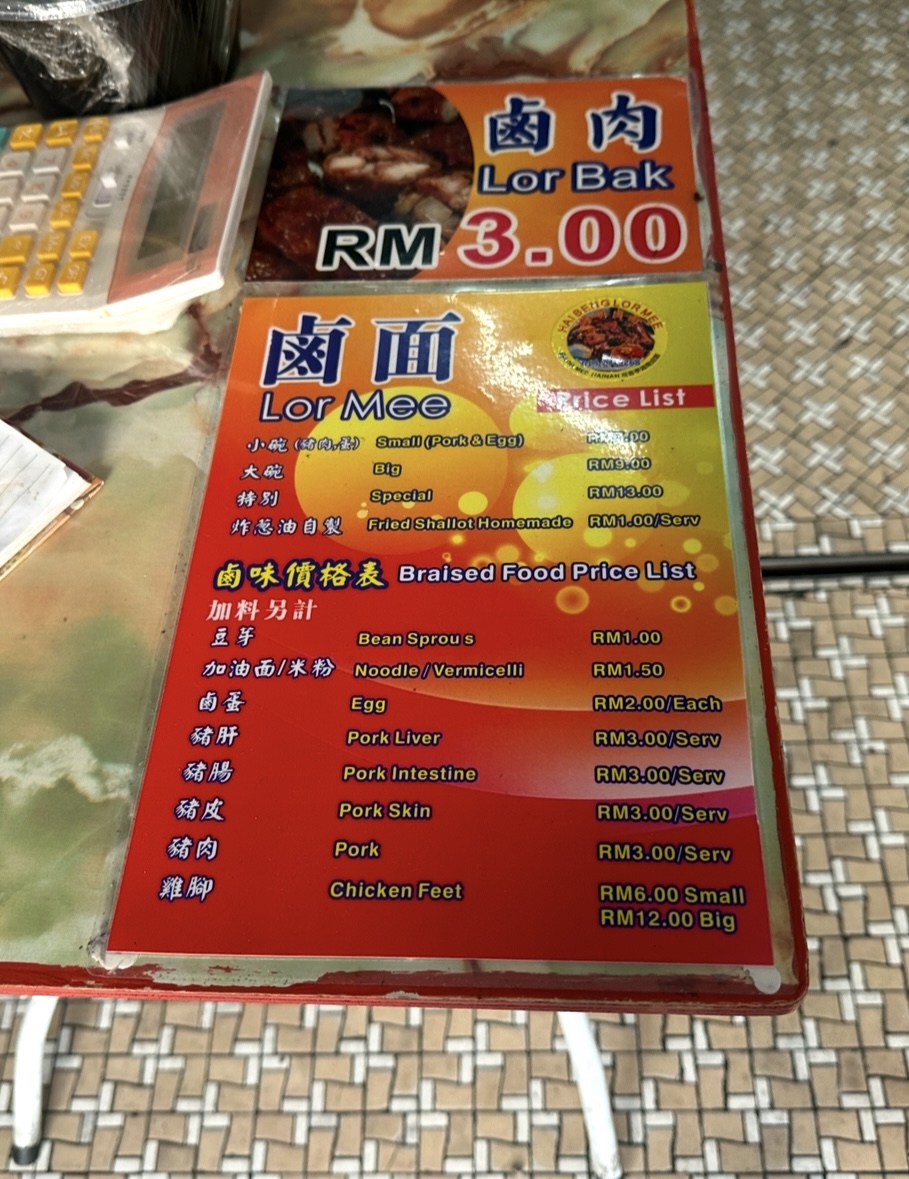 鹵肉
Lor Bak
RM 3.00
鹵面
HAI BENG LOR MEE
Lor Mee
Price List
小碗 (豬肉,蛋) Small (Pork & Egg)
大碗 Big RM9.00
特別 Special RM13.00
炸蔥油自製 Fried Shallot Homemade RM1.00/Serv
鹵味價格表 Braised Food Price List
加料另計
豆芽 Bean Sprou s RM1.00
加油面/米粉 Noodle / Vermicelli RM1.50
鹵蛋 Egg RM2.00/Each
豬肝 Pork Liver RM3.00/Serv
豬腸 Pork Intestine RM3.00/Serv
豬皮 Pork Skin RM3.00/Serv
豬肉 Pork RM3.00/Serv
雞腳 Chicken Feet RM6.00 Small
RM12.00 Big